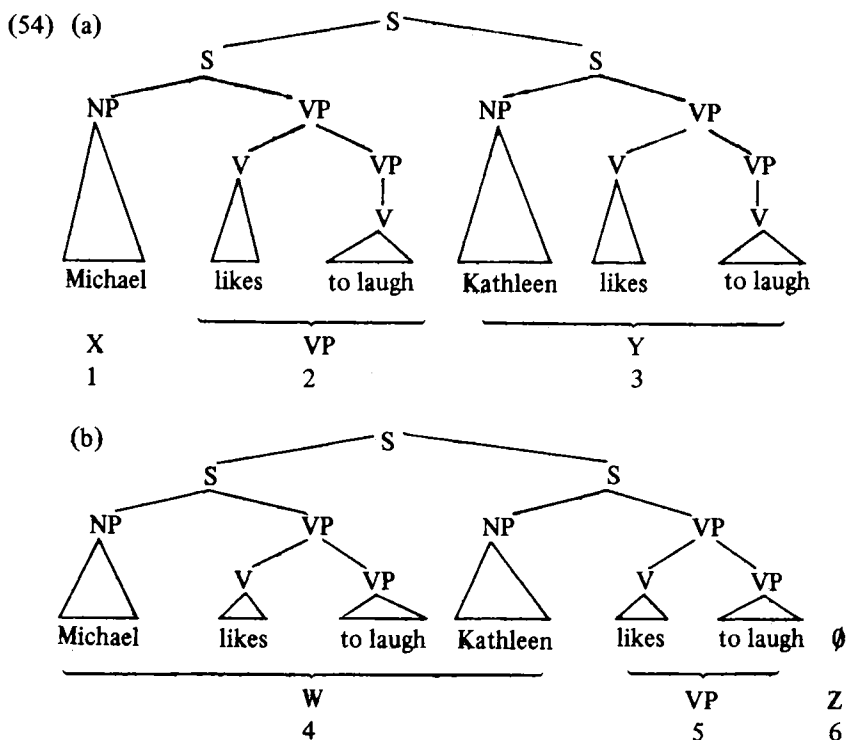 (54) (a) S
S S
NP VP NP VP
V VP V VP
V V
Michael likes to laugh Kathleen likes to laugh
X VP Y
1 2 3
(b) S
S S
NP VP NP VP
V VP V VP
Michael likes to laugh Kathleen likes to laugh ∅
W VP Z
4 5 6